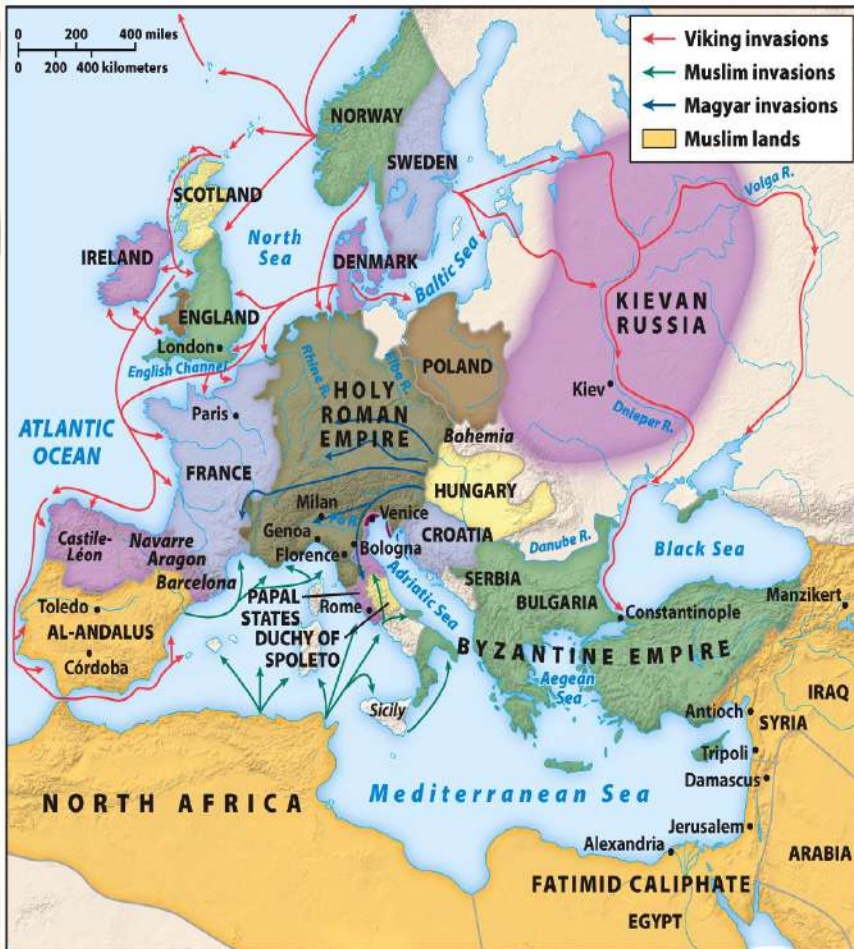 0 200 400 miles
0 200 400 kilometers
Viking invasions
Muslim invasions
Magyar invasions
Muslim lands
NORWAY
SWEDEN
SCOTLAND
North
Sea
IRELAND
DENMARK
Baltic Sea
Volga R.
ENGLAND
London
English Channel
KIEVAN
RUSSIA
Kiev
Dnieper R.
POLAND
Rhine R.
Elbe R.
HOLY
ROMAN
EMPIRE
Bohemia
Paris
ATLANTIC
OCEAN
FRANCE
HUNGARY
Milan
Po R.
Venice
Genoa
Florence
Bologna
CROATIA
Danube R.
Black Sea
Castile-
Léon
Navarre
Aragon
Barcelona
Adriatic Sea
SERBIA
BULGARIA
Manzikert
Toledo
AL-ANDALUS
Córdoba
PAPAL
STATES
Rome
DUCHY OF
SPOLETO
Constantinople
BYZANTINE EMPIRE
Aegean
Sea
Sicily
Antioch
SYRIA
IRAQ
Tripoli
Damascus
NORTH AFRICA
Mediterranean Sea
Jerusalem
Alexandria
ARABIA
FATIMID CALIPHATE
EGYPT